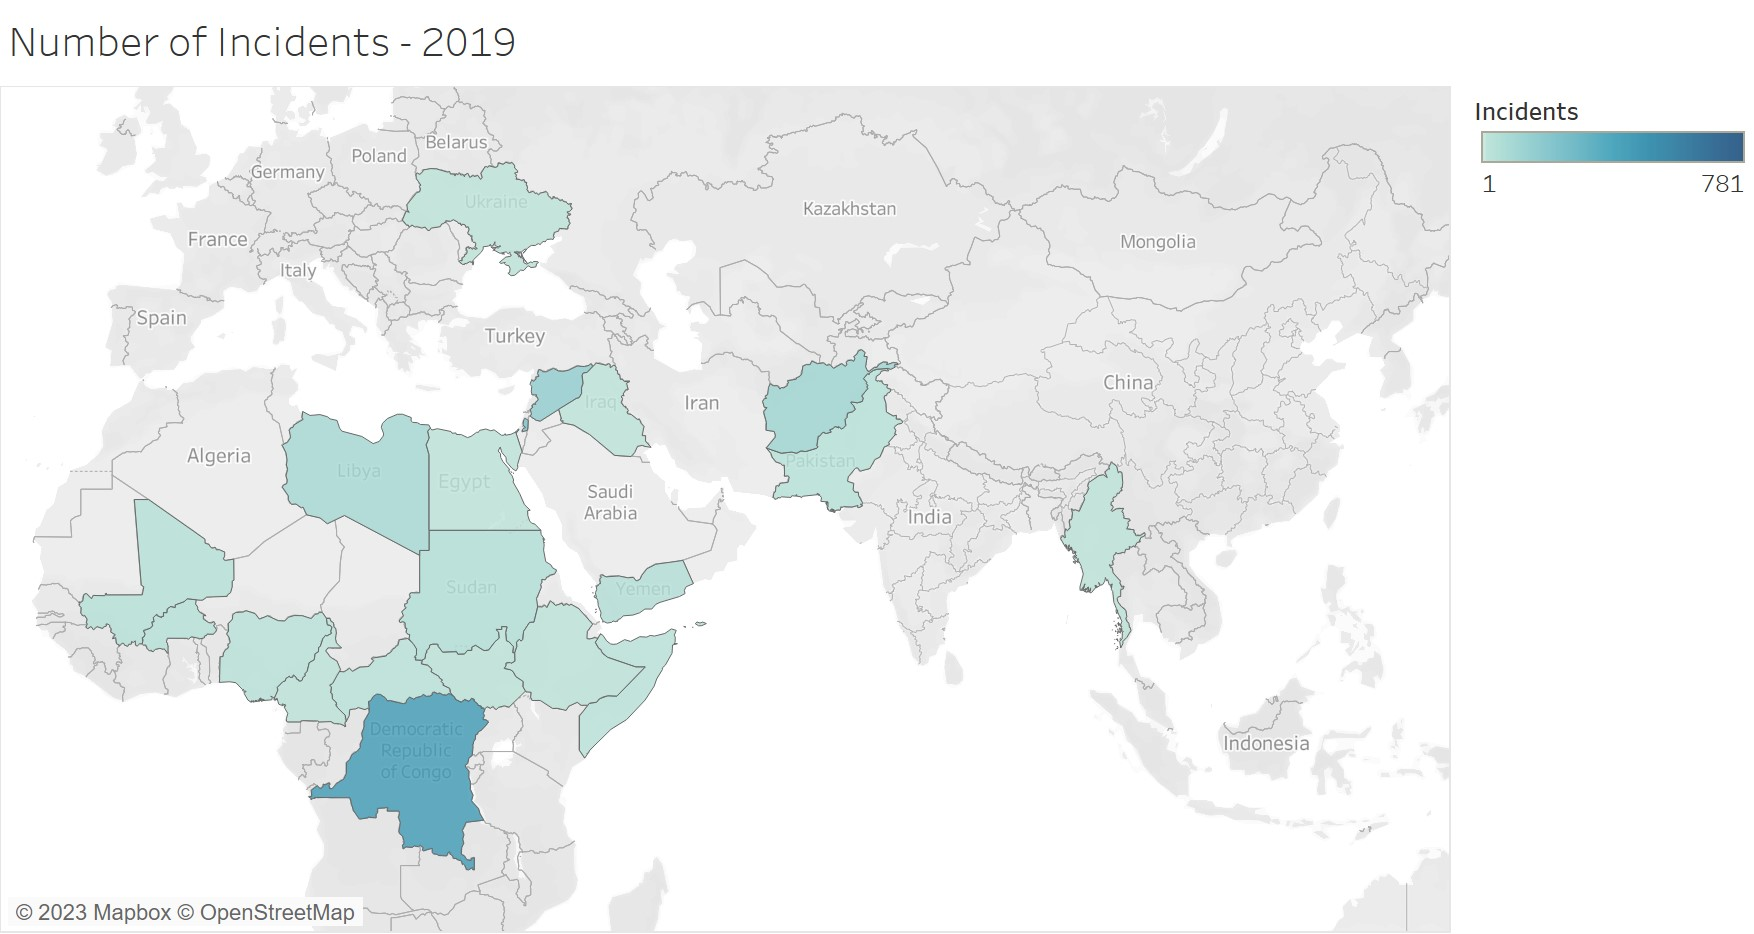 Number of Incidents - 2019
Incidents
1 781
Belarus
Poland
Germany
Ukraine
Kazakhstan
France
Mongolia
Italy
Spain
Turkey
China
Iraq
Iran
Algeria
Libya
Egypt
Pakistan
Saudi
Arabia
India
Sudan
Yemen
Democratic
Republic
of Congo
Indonesia
© 2023 Mapbox © OpenStreetMap